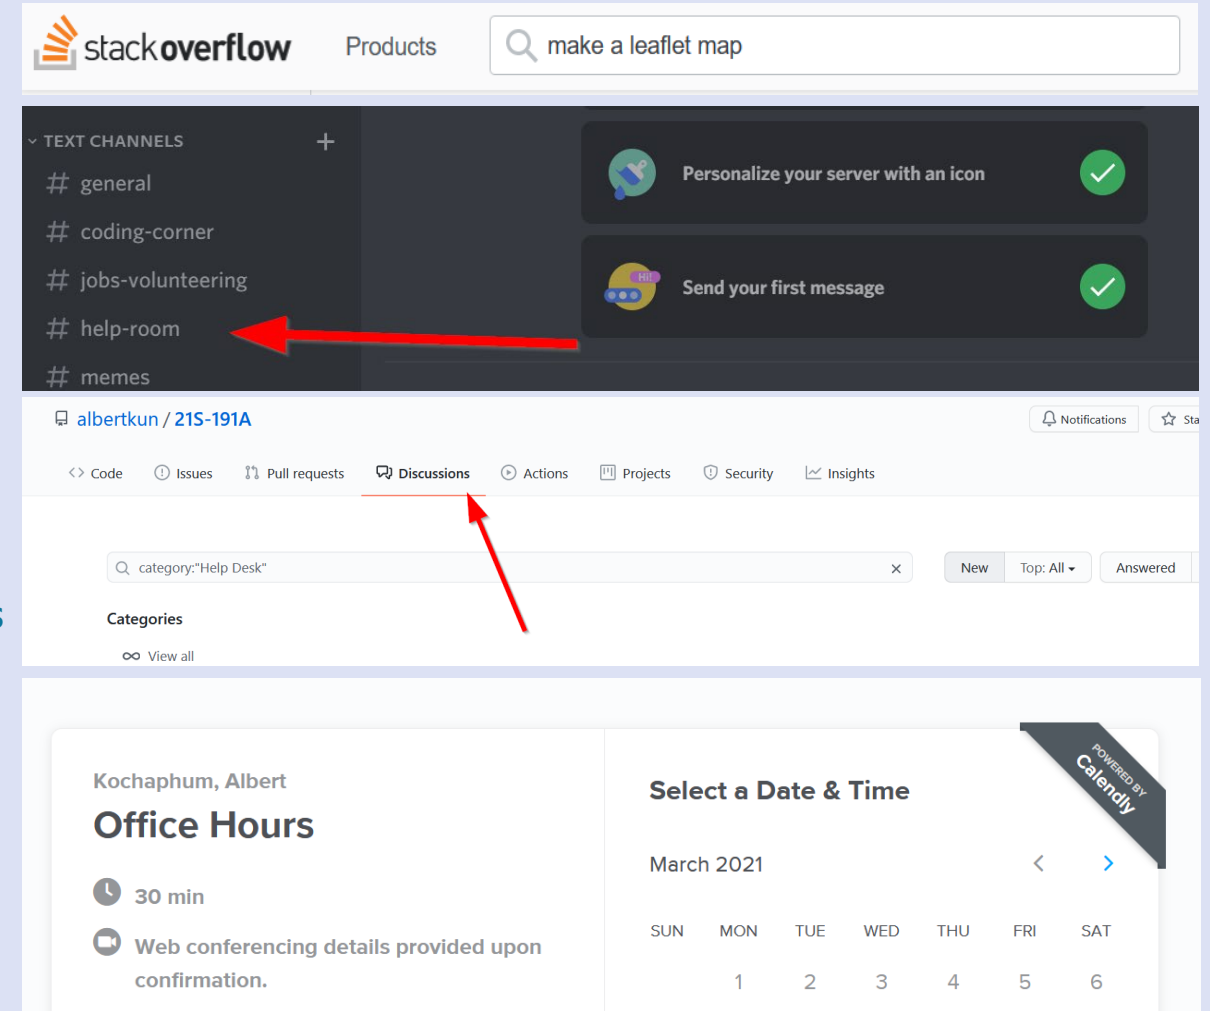 stackoverflow Products make a leaflet map
TEXT CHANNELS +
# general
# coding-corner
# jobs-volunteering
# help-room
# memes
Personalize your server with an icon
Hi!
Send your first message
albertkun / 21S-191A
Notifications
Sta
<> Code Issues Pull requests Discussions Actions Projects Security Insights
category:"Help Desk" × New Top: All Answered
Categories
View all
s
Kochaphum, Albert
Office Hours
30 min
Web conferencing details provided upon
confirmation.
POWERED BY
Calendly
Select a Date & Time
March 2021 < >
SUN MON TUE WED THU FRI SAT
1 2 3 4 5 6